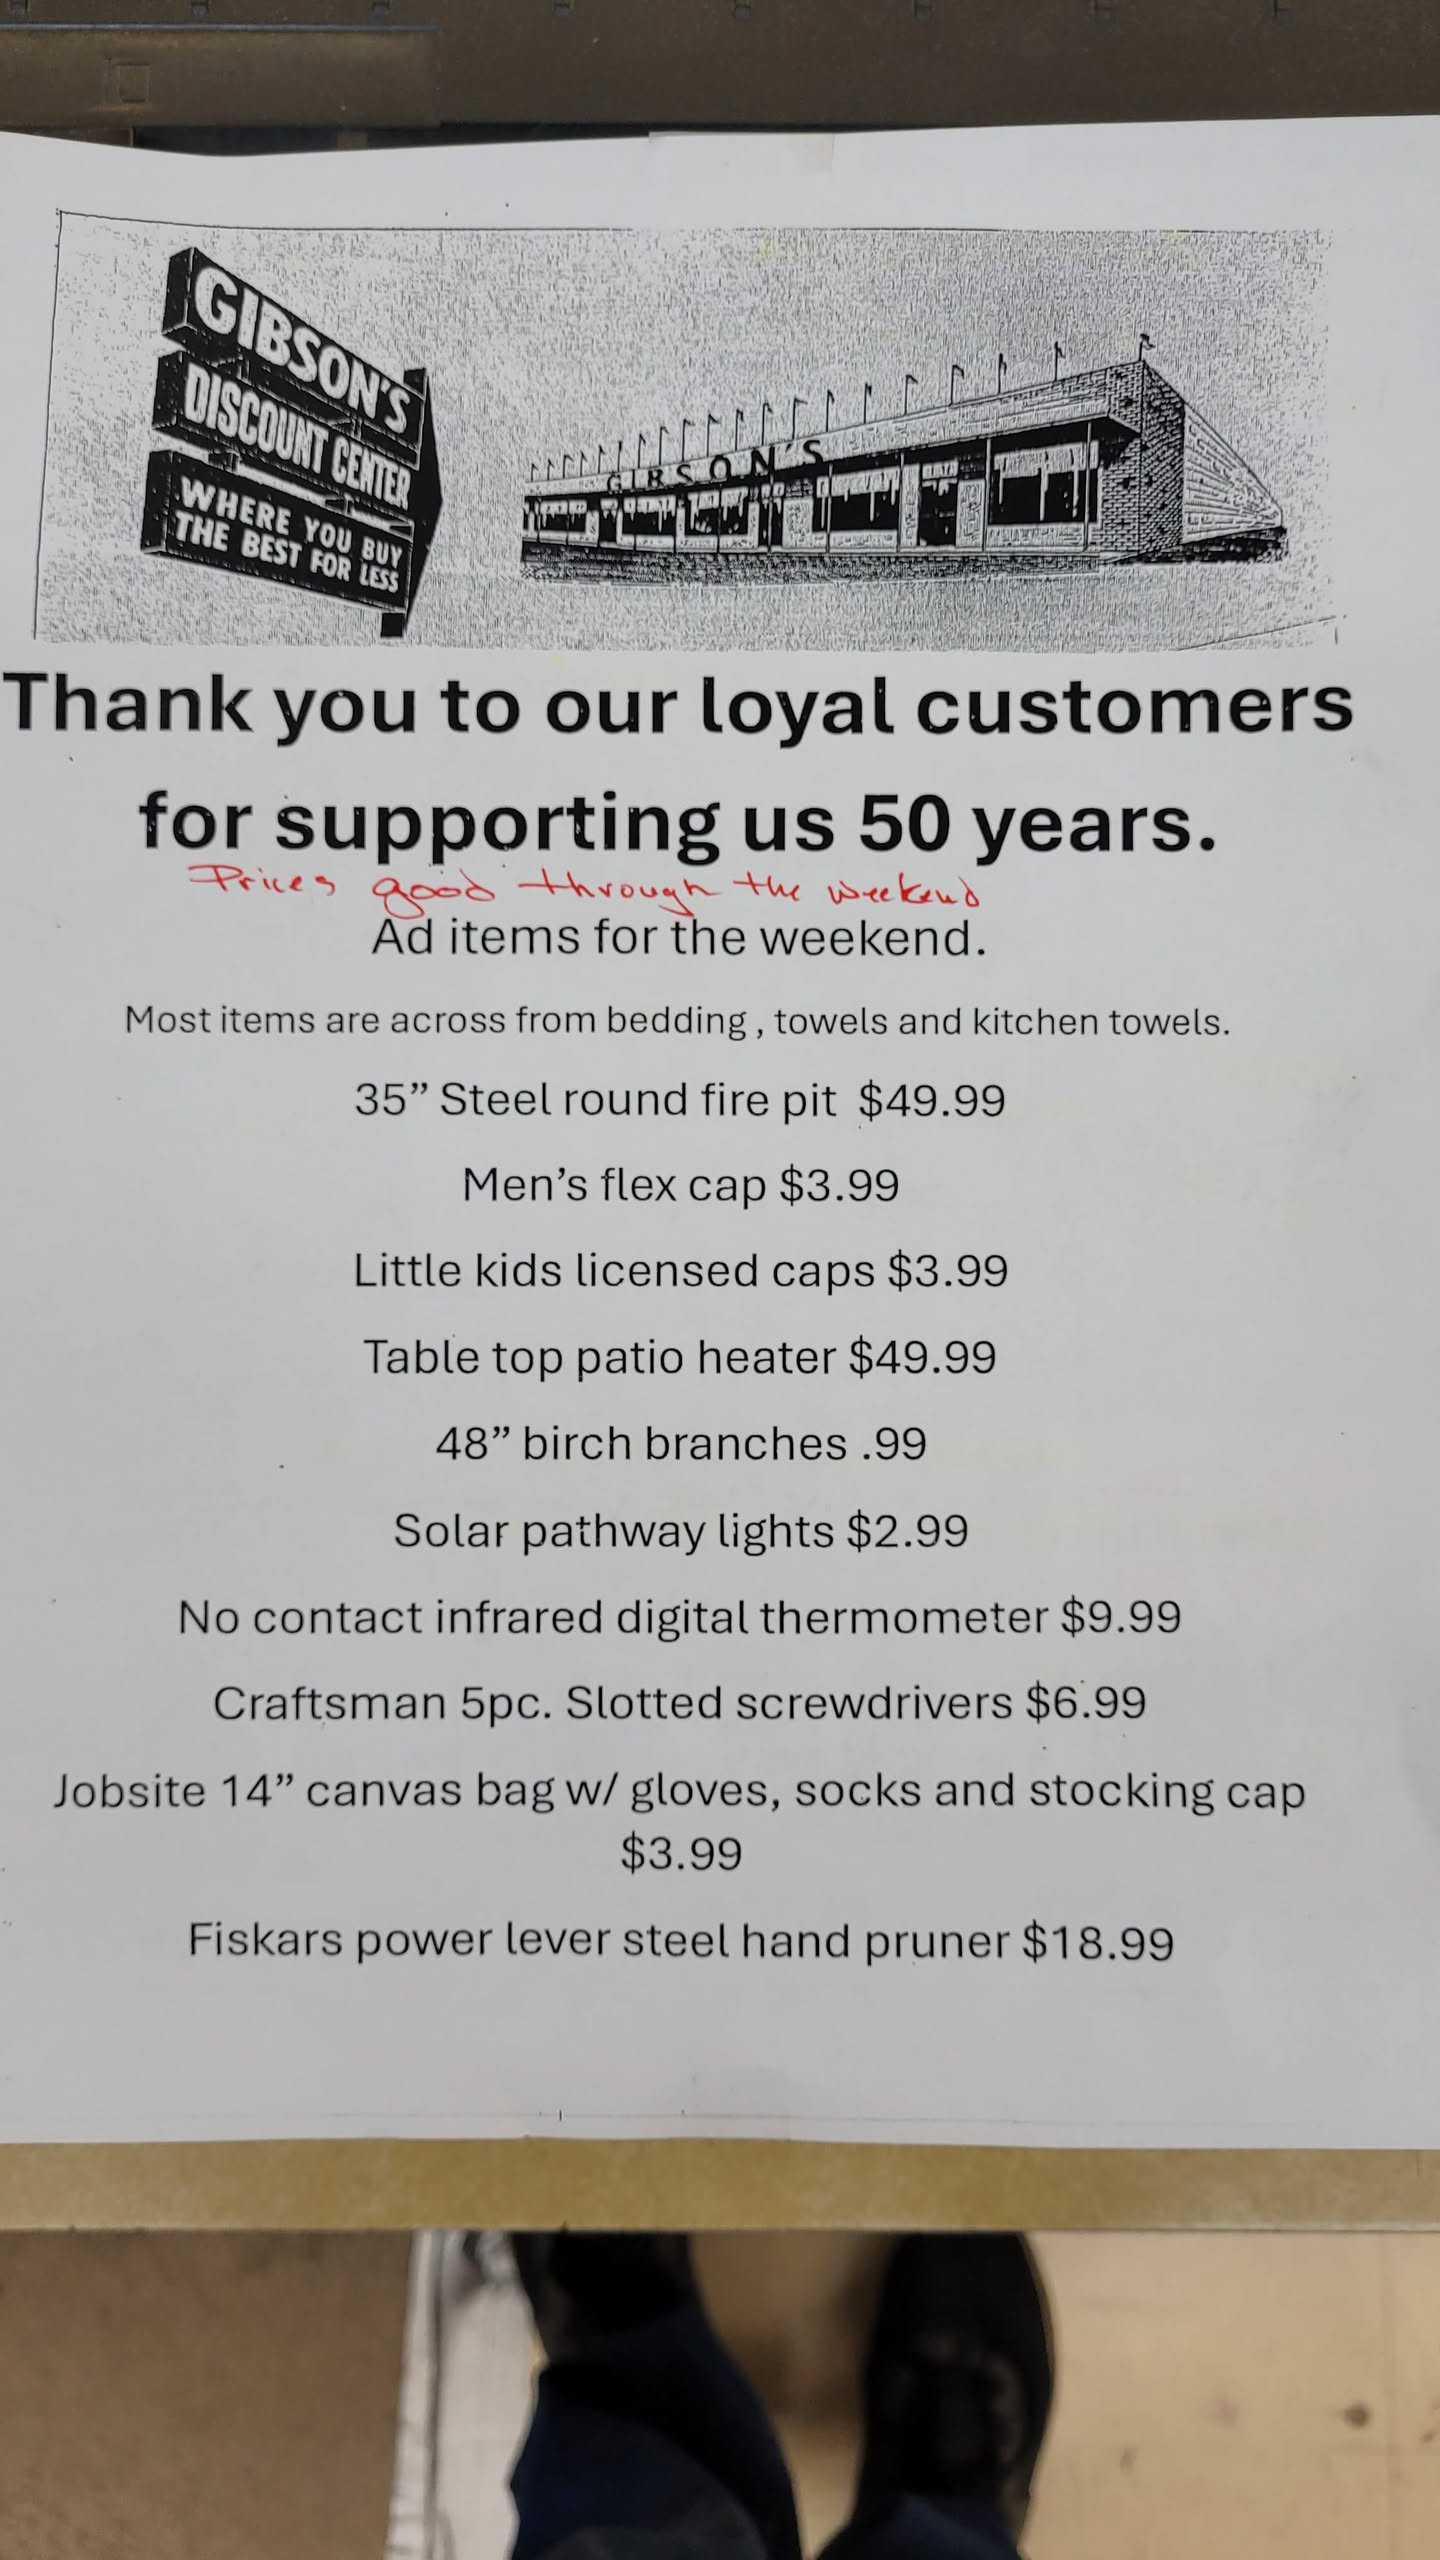 GIBSON'S
DISCOUNT CENTER
WHERE YOU BUY
THE BEST FOR LESS
GIBSON'S
Thank you to our loyal customers
for supporting us 50 years.
Prices good through the weekend
Ad items for the weekend.
Most items are across from bedding , towels and kitchen towels.
35” Steel round fire pit $49.99
Men’s flex cap $3.99
Little kids licensed caps $3.99
Table top patio heater $49.99
48” birch branches .99
Solar pathway lights $2.99
No contact infrared digital thermometer $9.99
Craftsman 5pc. Slotted screwdrivers $6.99
Jobsite 14” canvas bag w/ gloves, socks and stocking cap
$3.99
Fiskars power lever steel hand pruner $18.99